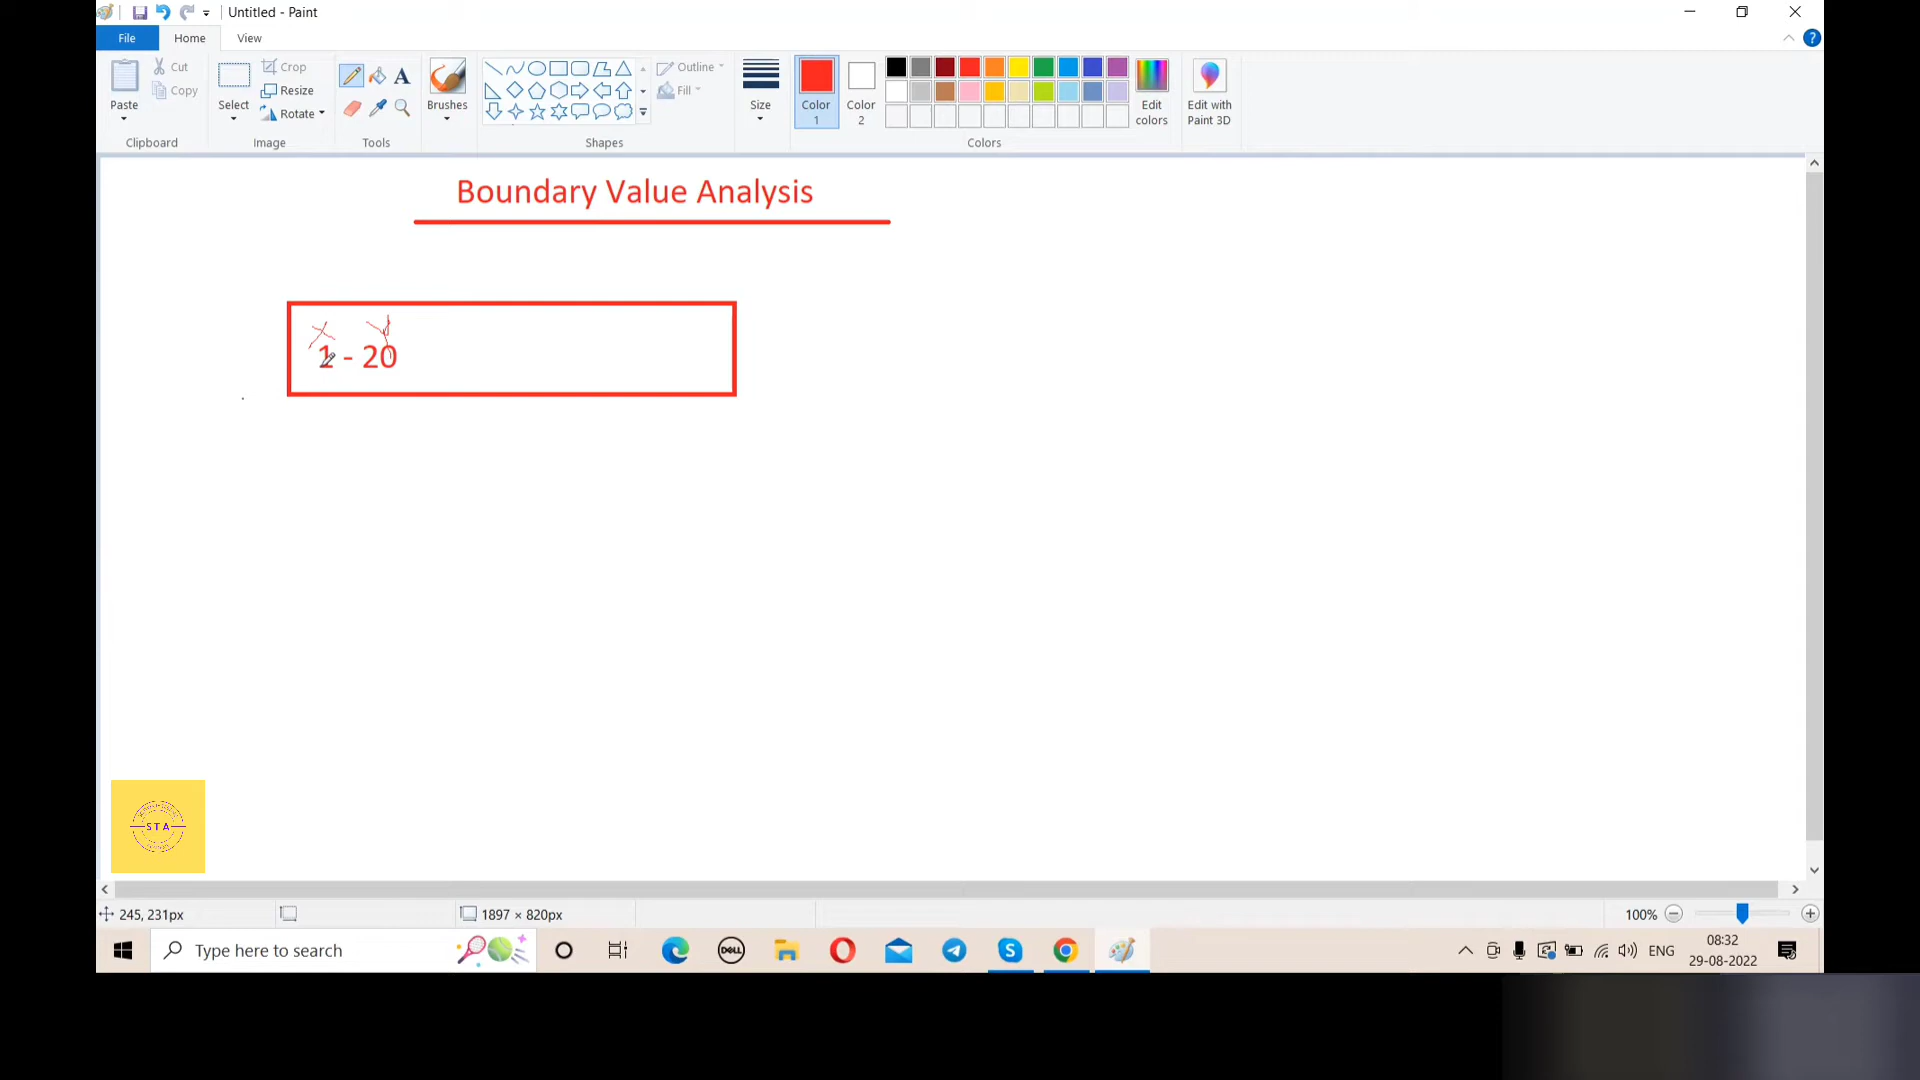 Untitled - Paint
File Home View
Paste
Cut
Copy
Clipboard
Select
Crop
Resize
Rotate
Image
Tools
Brushes
Shapes
Outline
Fill
Size
Color 1
Color 2
Colors
Edit colors
Edit with Paint 3D
Boundary Value Analysis
X Y
1 - 20
STA
245, 231px
1897 × 820px
100%
Type here to search
DELL
ENG
08:32
29-08-2022